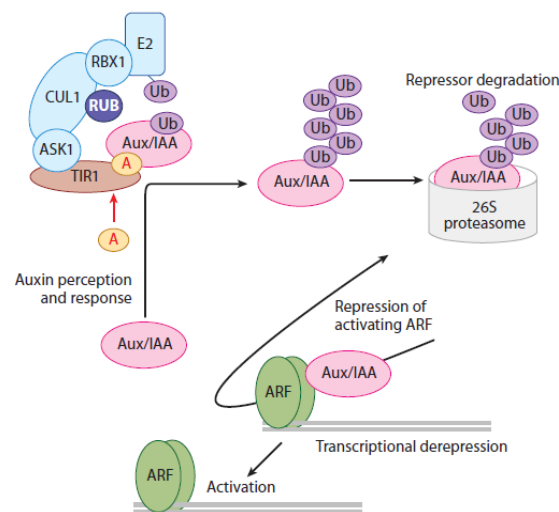 E2
RBX1
CUL1
RUB
Ub
Ub
Aux/IAA
ASK1
A
TIR1
A
Auxin perception
and response
Aux/IAA
Ub
Ub
Ub
Ub
Ub
Ub
Ub
Aux/IAA
Repressor degradation
Ub
Ub
Ub
Ub
Ub
Ub
Aux/IAA
26S
proteasome
Repression of
activating ARF
Aux/IAA
ARF
Transcriptional derepression
ARF
Activation